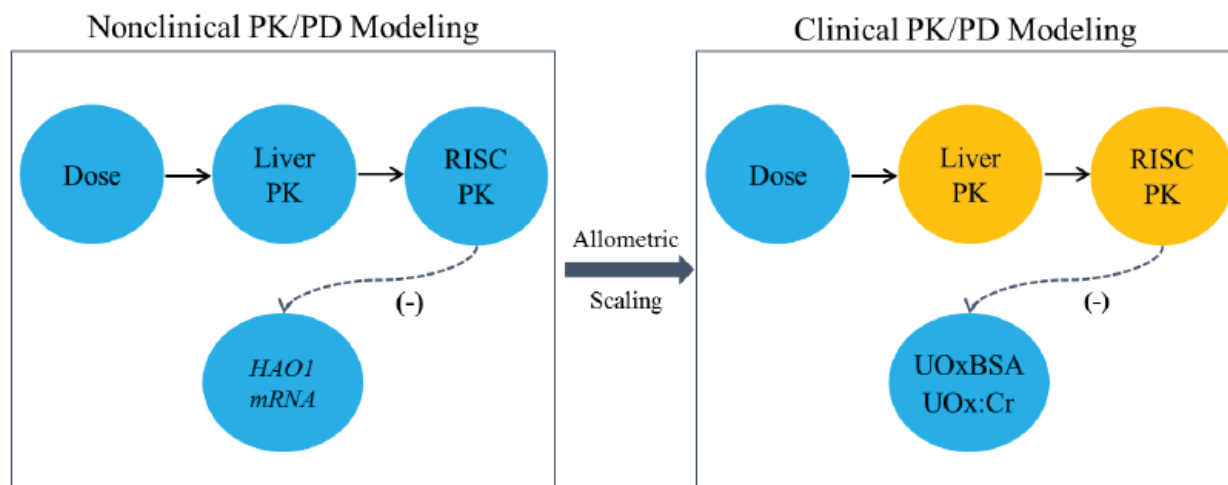 Nonclinical PK/PD Modeling
Dose
Liver
PK
RISC
PK
(-)
HAO1
mRNA
Allometric
Scaling
Clinical PK/PD Modeling
Dose
Liver
PK
RISC
PK
(-)
UOxBSA
UOx:Cr